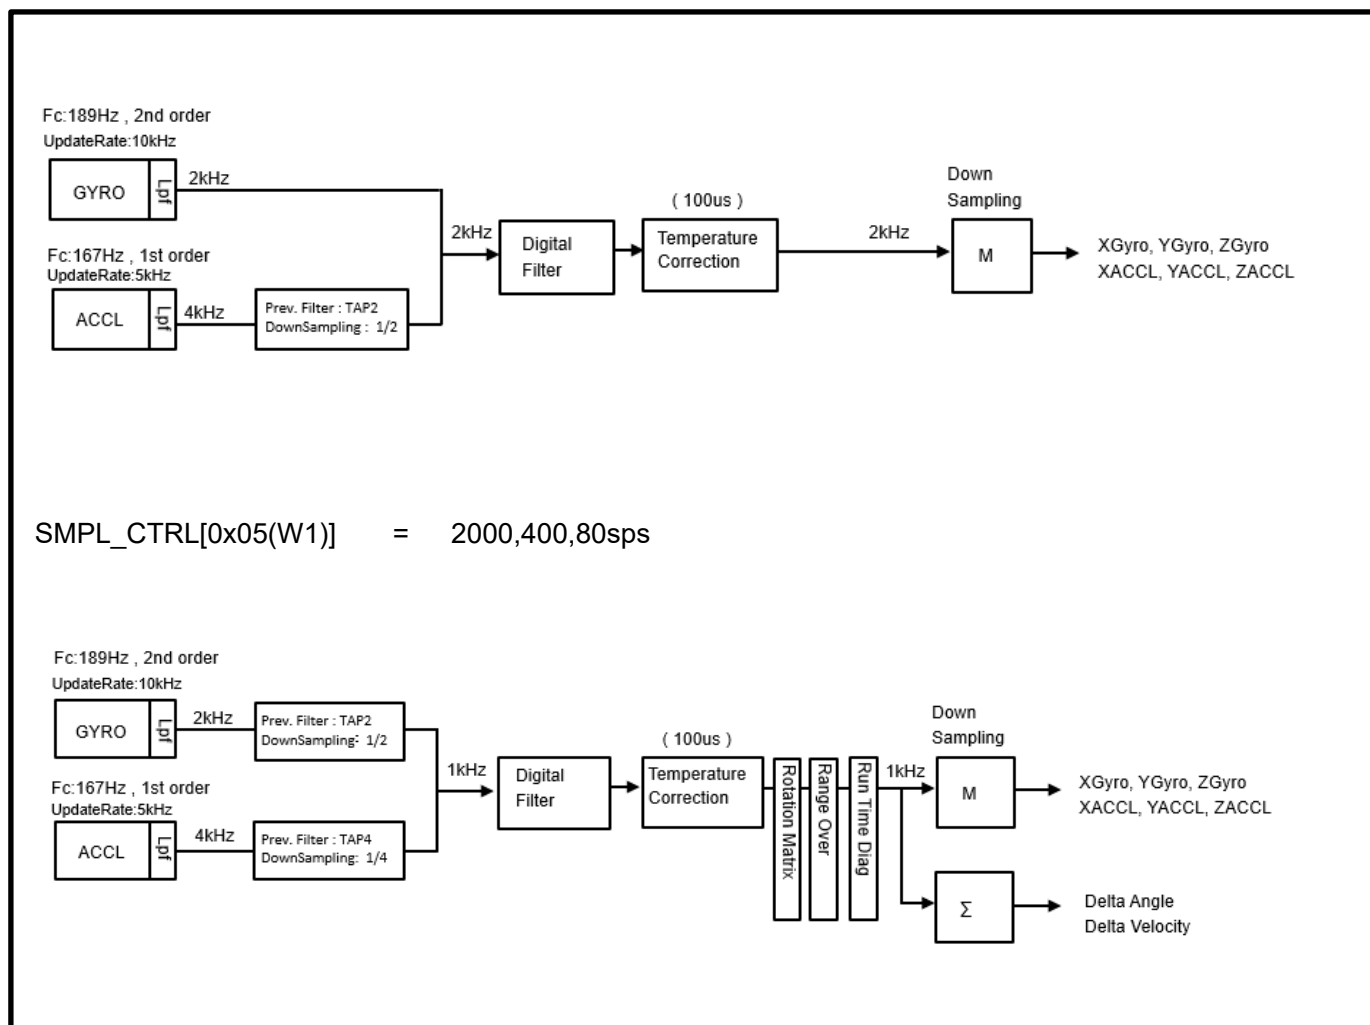 Fc:189Hz , 2nd order
UpdateRate:10kHz
GYRO
Lpf
2kHz
Fc:167Hz , 1st order
UpdateRate:5kHz
ACCL
Lpf
4kHz
Prev. Filter : TAP2
DownSampling : 1/2
2kHz
Digital
Filter
( 100us )
Temperature
Correction
2kHz
Down
Sampling
M
XGyro, YGyro, ZGyro
XACCL, YACCL, ZACCL
SMPL_CTRL[0x05(W1)] = 2000,400,80sps
Fc:189Hz , 2nd order
UpdateRate:10kHz
GYRO
Lpf
2kHz
Prev. Filter : TAP2
DownSampling: 1/2
Fc:167Hz , 1st order
UpdateRate:5kHz
ACCL
Lpf
4kHz
Prev. Filter : TAP4
DownSampling: 1/4
1kHz
Digital
Filter
( 100us )
Temperature
Correction
Rotation Matrix
Range Over
Run Time Diag
1kHz
Down
Sampling
M
XGyro, YGyro, ZGyro
XACCL, YACCL, ZACCL
Σ
Delta Angle
Delta Velocity